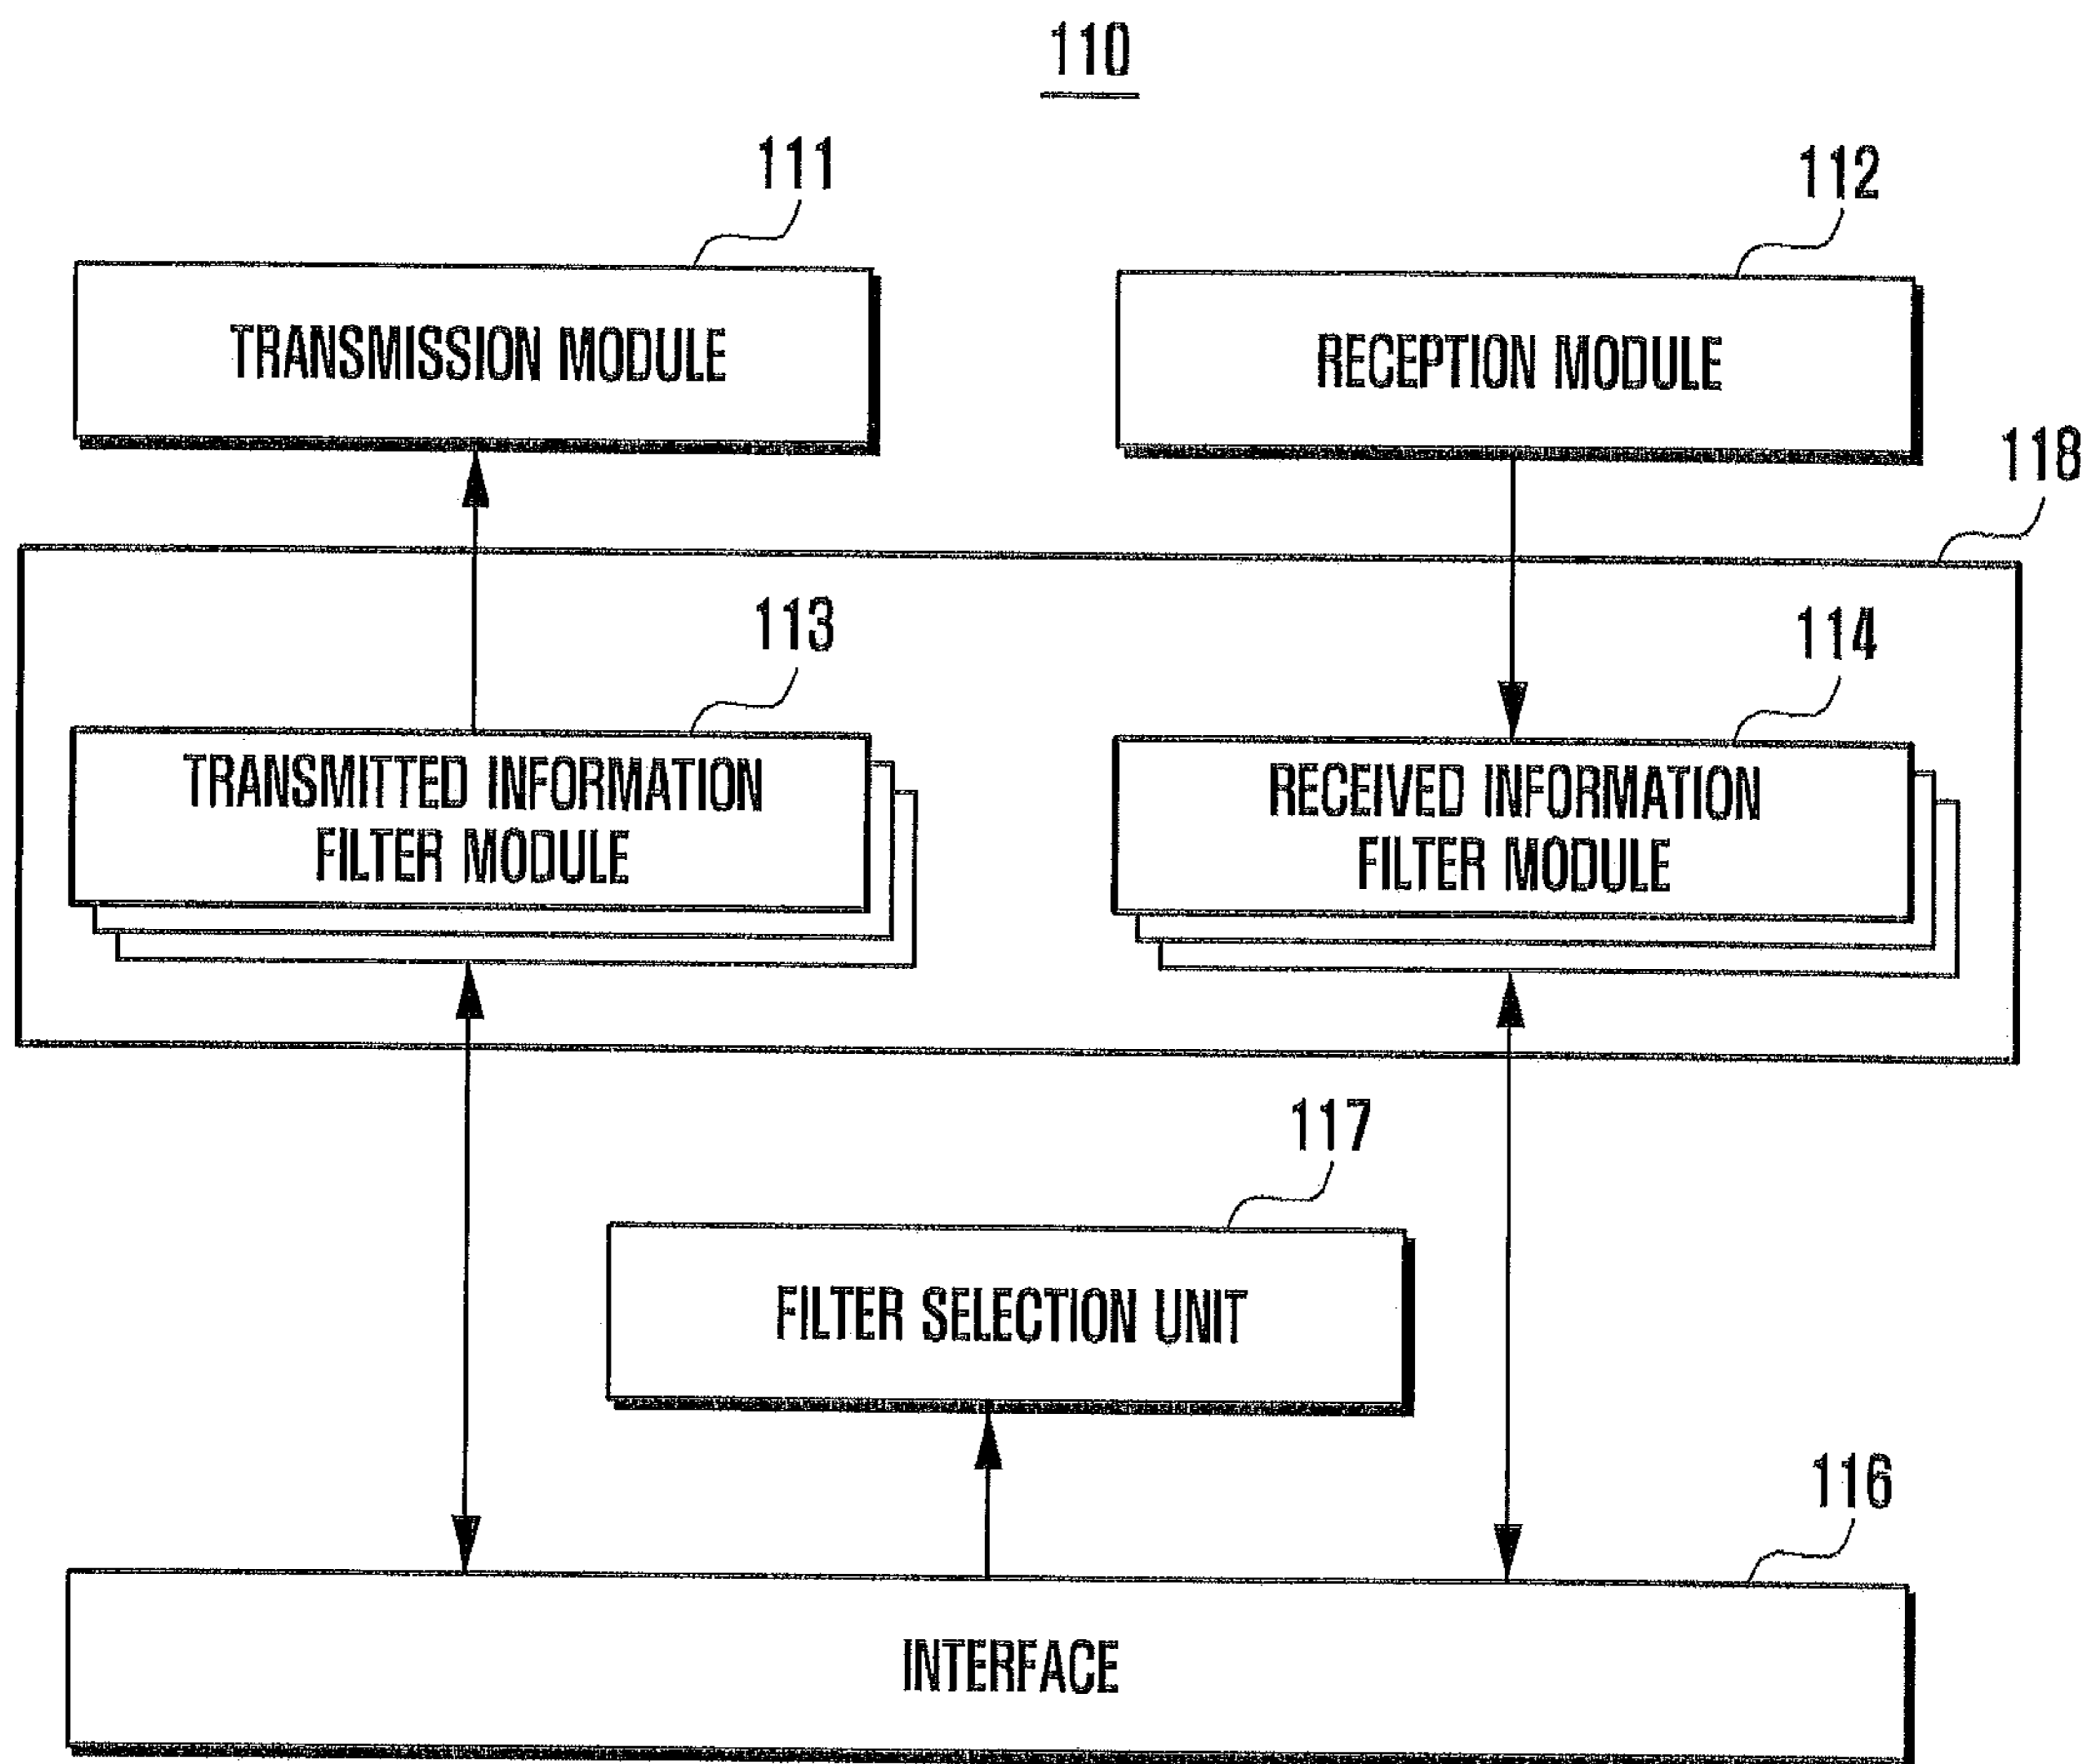 110
111
112
TRANSMISSION MODULE
RECEPTION MODULE
118
113
114
TRANSMITTED INFORMATION
FILTER MODULE
RECEIVED INFORMATION
FILTER MODULE
117
FILTER SELECTION UNIT
116
INTERFACE